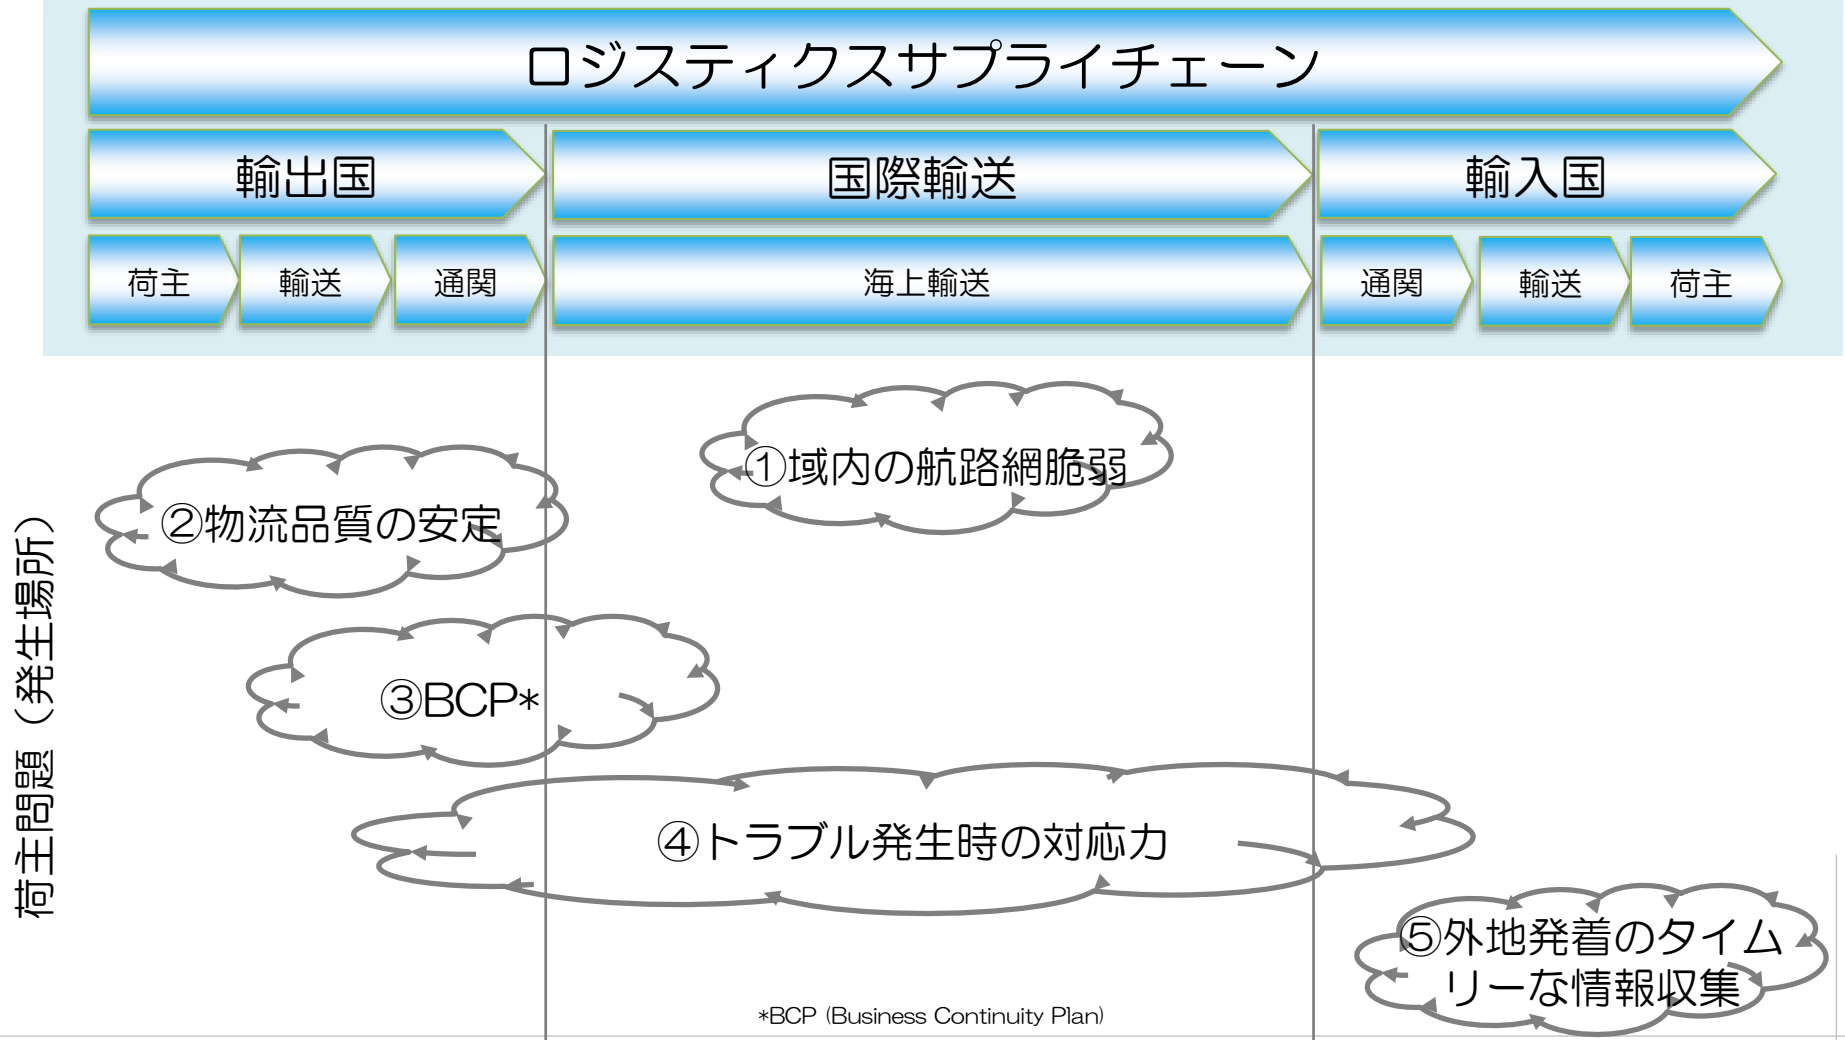 ロジスティクスサプライチェーン
輸出国
国際輸送
輸入国
荷主
輸送
通関
海上輸送
通関
輸送
荷主
荷主問題（発生場所）
①域内の航路網脆弱
②物流品質の安定
③BCP*
④トラブル発生時の対応力
⑤外地発着のタイム
リーな情報収集
*BCP (Business Continuity Plan)